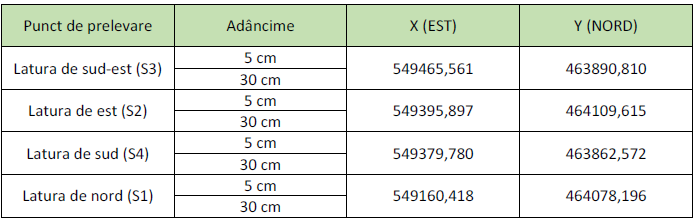 Punct de prelevare Adâncime X (EST) Y (NORD)
Latura de sud-est (S3) 5 cm 549465,561 463890,810
30 cm
Latura de est (S2) 5 cm 549395,897 464109,615
30 cm
Latura de sud (S4) 5 cm 549379,780 463862,572
30 cm
Latura de nord (S1) 5 cm 549160,418 464078,196
30 cm